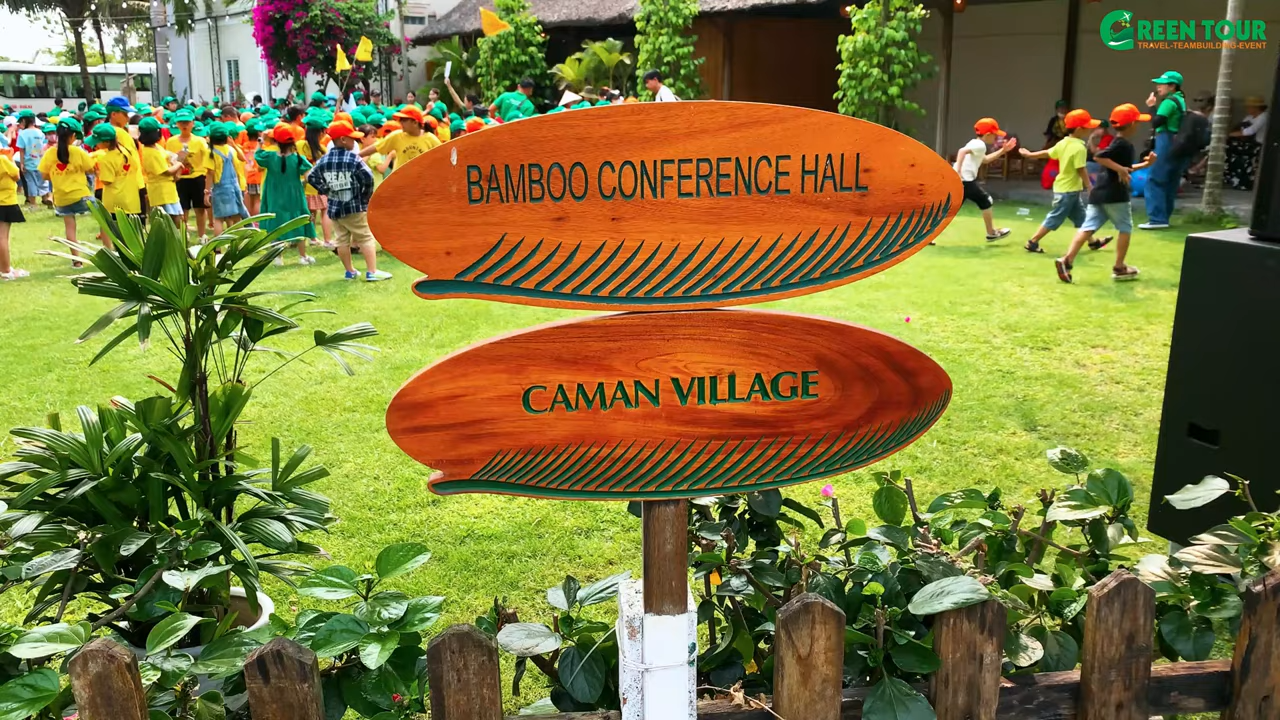 GREEN TOUR
TRAVEL-TEAMBUILDING-EVENT
BAMBOO CONFERENCE HALL
CAMAN VILLAGE